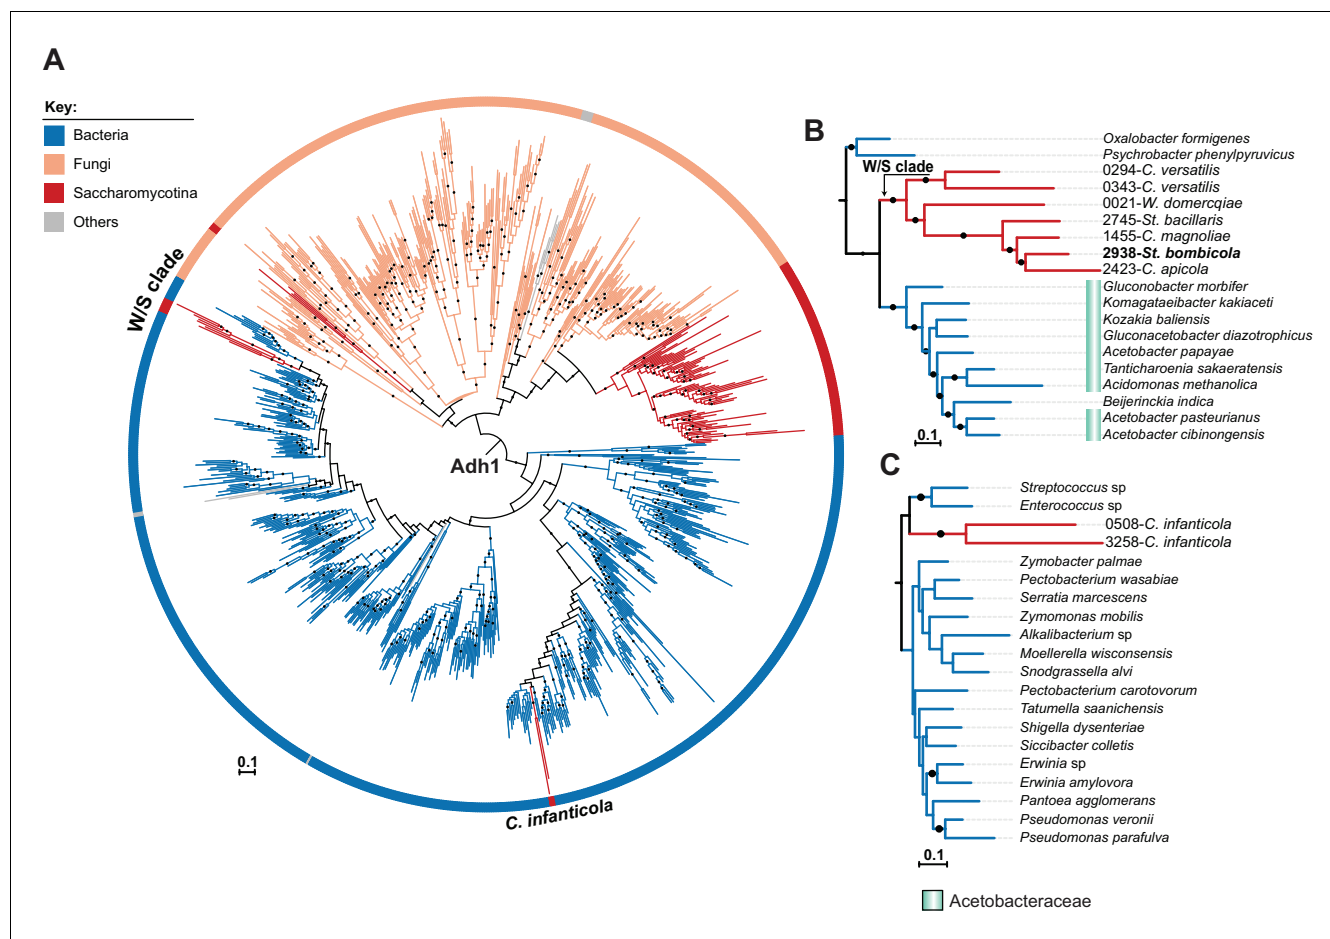 A
Key:
Bacteria
Fungi
Saccharomycotina
Others
W/S clade
Adh1
0.1
C. infanticola
B
W/S clade
Oxalobacter formigenes
Psychrobacter phenylpyruvicus
0294-C. versatilis
0343-C. versatilis
0021-W. domercqiae
2745-St. bacillaris
1455-C. magnoliae
2938-St. bombicola
2423-C. apicola
Gluconobacter morbifer
Komagataeibacter kakiaceti
Kozakia baliensis
Gluconacetobacter diazotrophicus
Acetobacter papayae
Tanticharoenia sakaeratensis
Acidomonas methanolica
Beijerinckia indica
Acetobacter pasteurianus
Acetobacter cibinongensis
0.1
C
Streptococcus sp
Enterococcus sp
0508-C. infanticola
3258-C. infanticola
Zymobacter palmae
Pectobacterium wasabiae
Serratia marcescens
Zymomonas mobilis
Alkalibacterium sp
Moellerella wisconsensis
Snodgrassella alvi
Pectobacterium carotovorum
Tatumella saanichensis
Shigella dysenteriae
Siccibacter colletis
Erwinia sp
Erwinia amylovora
Pantoea agglomerans
Pseudomonas veronii
Pseudomonas parafulva
0.1
Acetobacteraceae